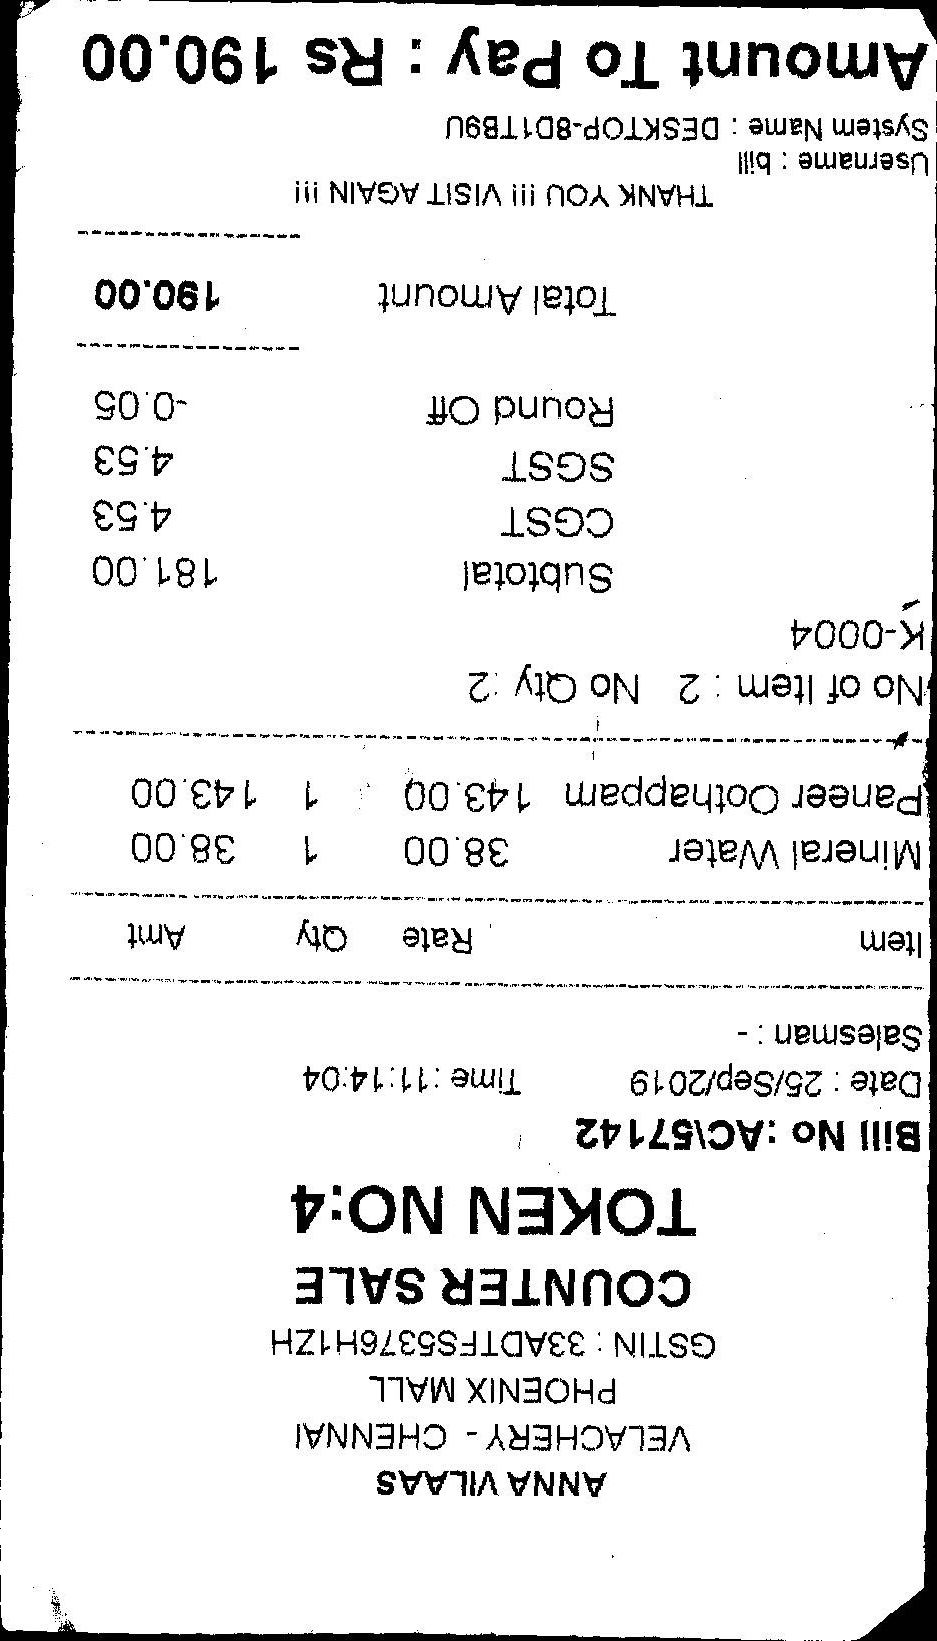 ANNA VILAAS
VELACHERY - CHENNAI
PHOENIX MALL
GSTIN : 33ADTFS5376H1ZH
COUNTER SALE
TOKEN NO:4
Bill No :AC\57142
Date : 25/Sep/2019 Time :11:14:04
Salesman : -
Item Rate Qty Amt
Mineral Water 38.00 1 38.00
Paneer Oothappam 143.00 1 143.00
No of Item : 2 No Qty :2
K-0004
Subtotal 181.00
CGST 4.53
SGST 4.53
Round Off -0.05
Total Amount 190.00
THANK YOU !!! VISIT AGAIN !!!
Username : bill
System Name : DESKTOP-8D1TB9U
Amount To Pay : Rs 190.00